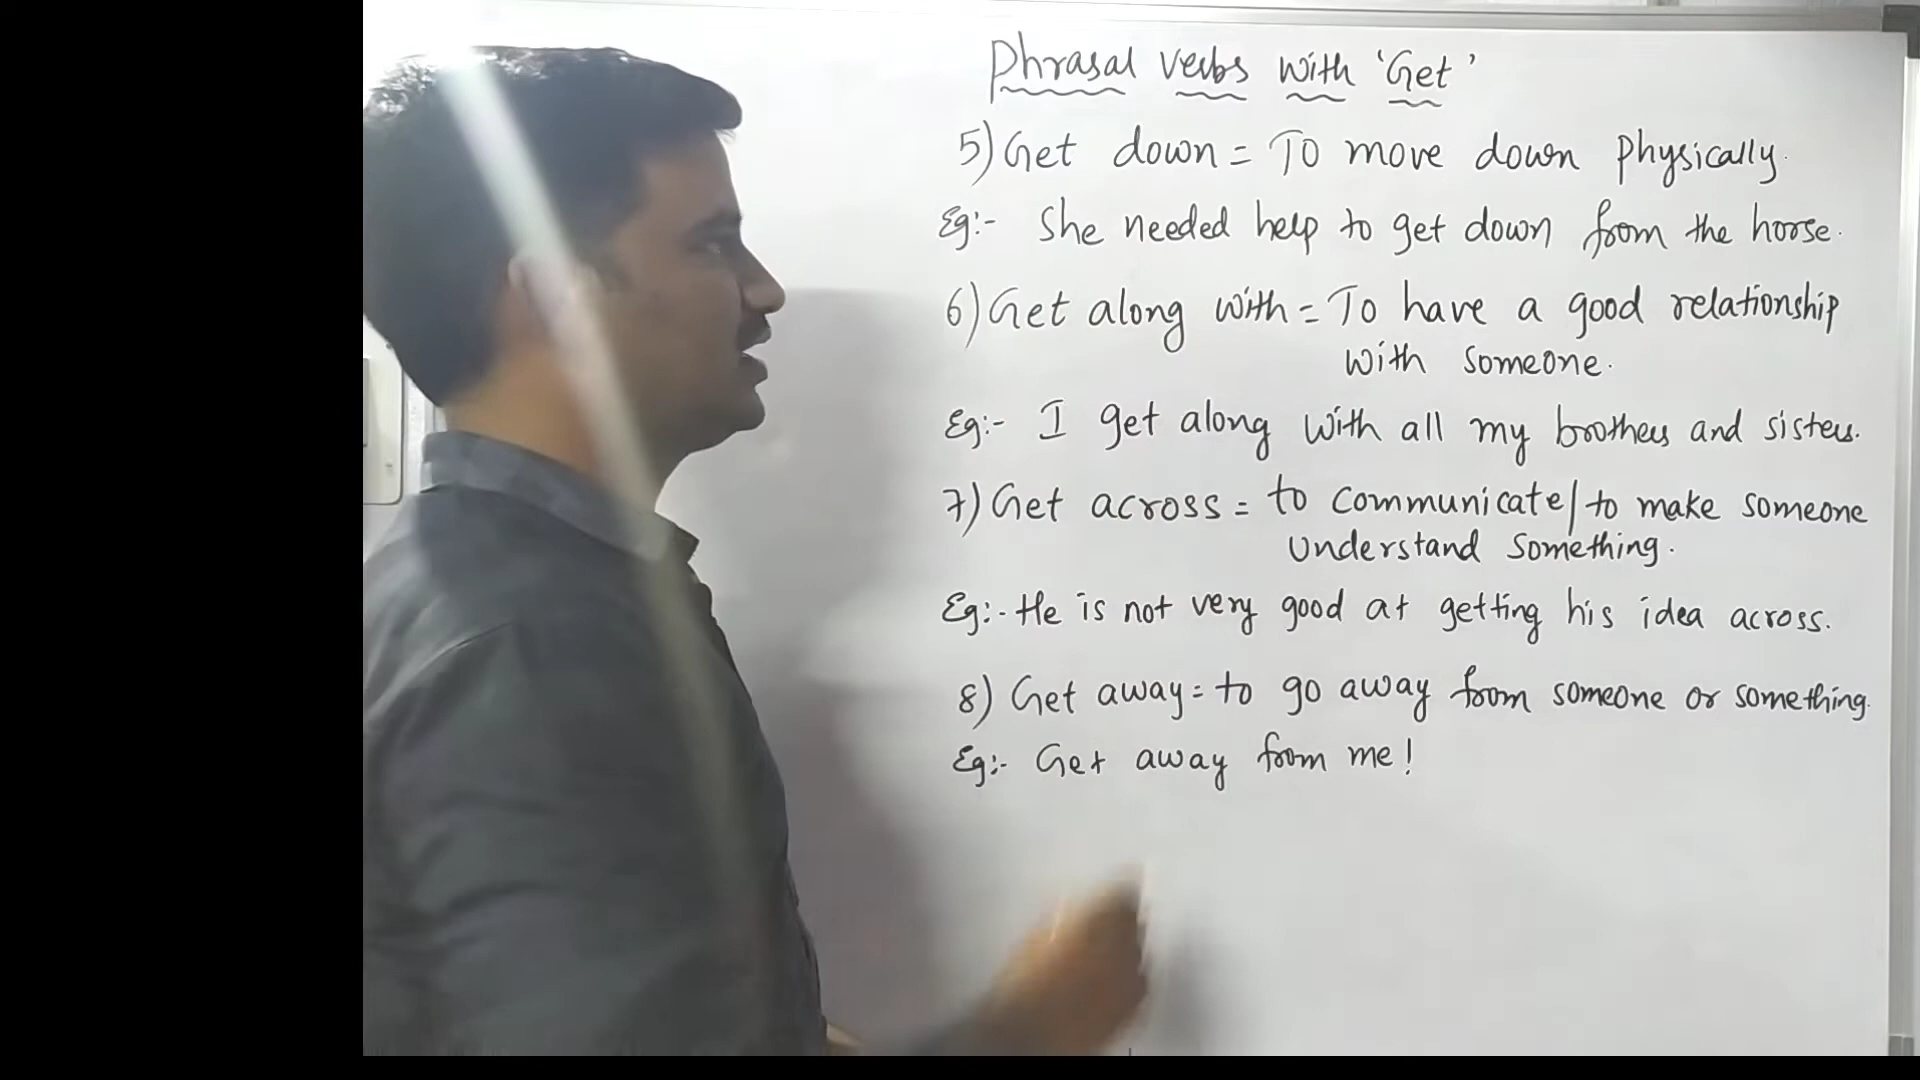 Phrasal verbs with 'Get'
5) Get down = To move down physically.
Eg:- She needed help to get down from the horse.
6) Get along with = To have a good relationship
with someone.
Eg:- I get along with all my brothers and sisters.
7) Get across = to communicate/to make someone
understand something.
Eg:- He is not very good at getting his idea across.
8) Get away = to go away from someone or something.
Eg:- Get away from me!